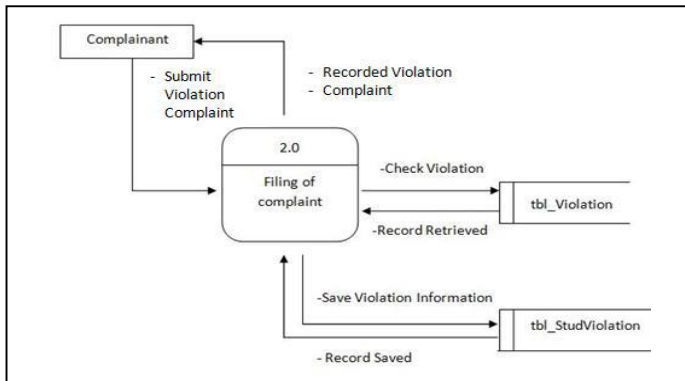 Complainant
- Submit
Violation
Complaint
- Recorded Violation
- Complaint
2.0
Filing of
complaint
-Check Violation
tbl_Violation
-Record Retrieved
-Save Violation Information
tbl_StudViolation
- Record Saved